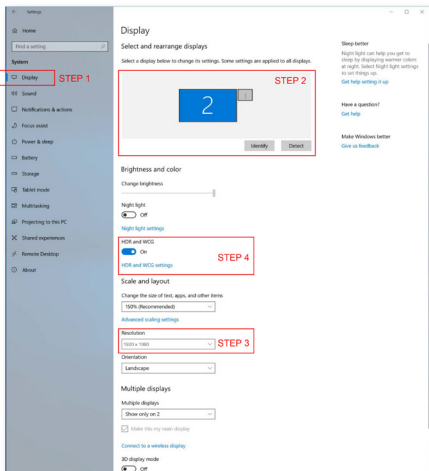 Settings
Home
Find a setting
System
Display
STEP 1
Sound
Notifications & actions
Focus assist
Power & sleep
Battery
Storage
Tablet mode
Multitasking
Projecting to this PC
Shared experiences
Remote Desktop
About
Display
Select and rearrange displays
Select a display below to change its settings. Some settings are applied to all displays.
STEP 2
2
1
Identify
Detect
Brightness and color
Change brightness
Night light
Off
Night light settings
HDR and WCG
On
STEP 4
HDR and WCG settings
Scale and layout
Change the size of text, apps, and other items
150% (Recommended)
Advanced scaling settings
Resolution
1920 x 1080
STEP 3
Orientation
Landscape
Multiple displays
Multiple displays
Show only on 2
Make this my main display
Connect to a wireless display
3D display mode
Off
Sleep better
Night light can help you get to
sleep by displaying warmer colors
at night. Select Night light settings
to set things up.
Get help setting it up
Have a question?
Get help
Make Windows better
Give us feedback